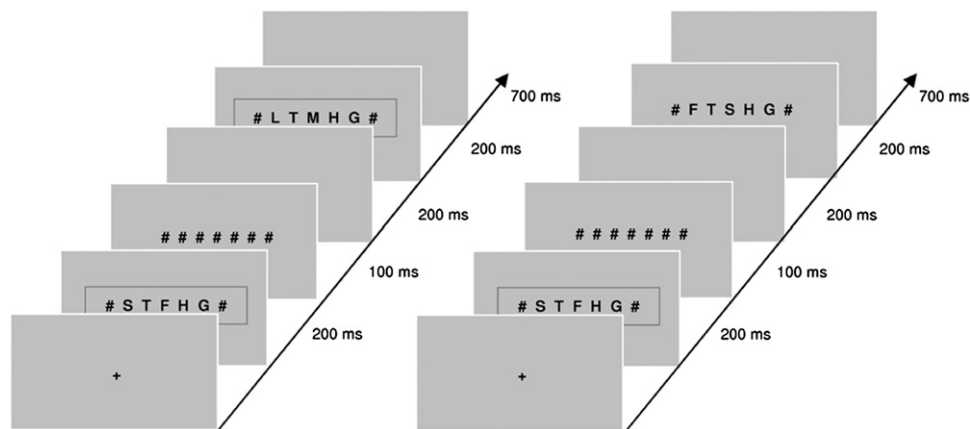 700 ms
# L T M H G #
200 ms
200 ms
# # # # # # #
100 ms
# S T F H G #
200 ms
+
700 ms
# F T S H G #
200 ms
200 ms
# # # # # # #
100 ms
# S T F H G #
200 ms
+